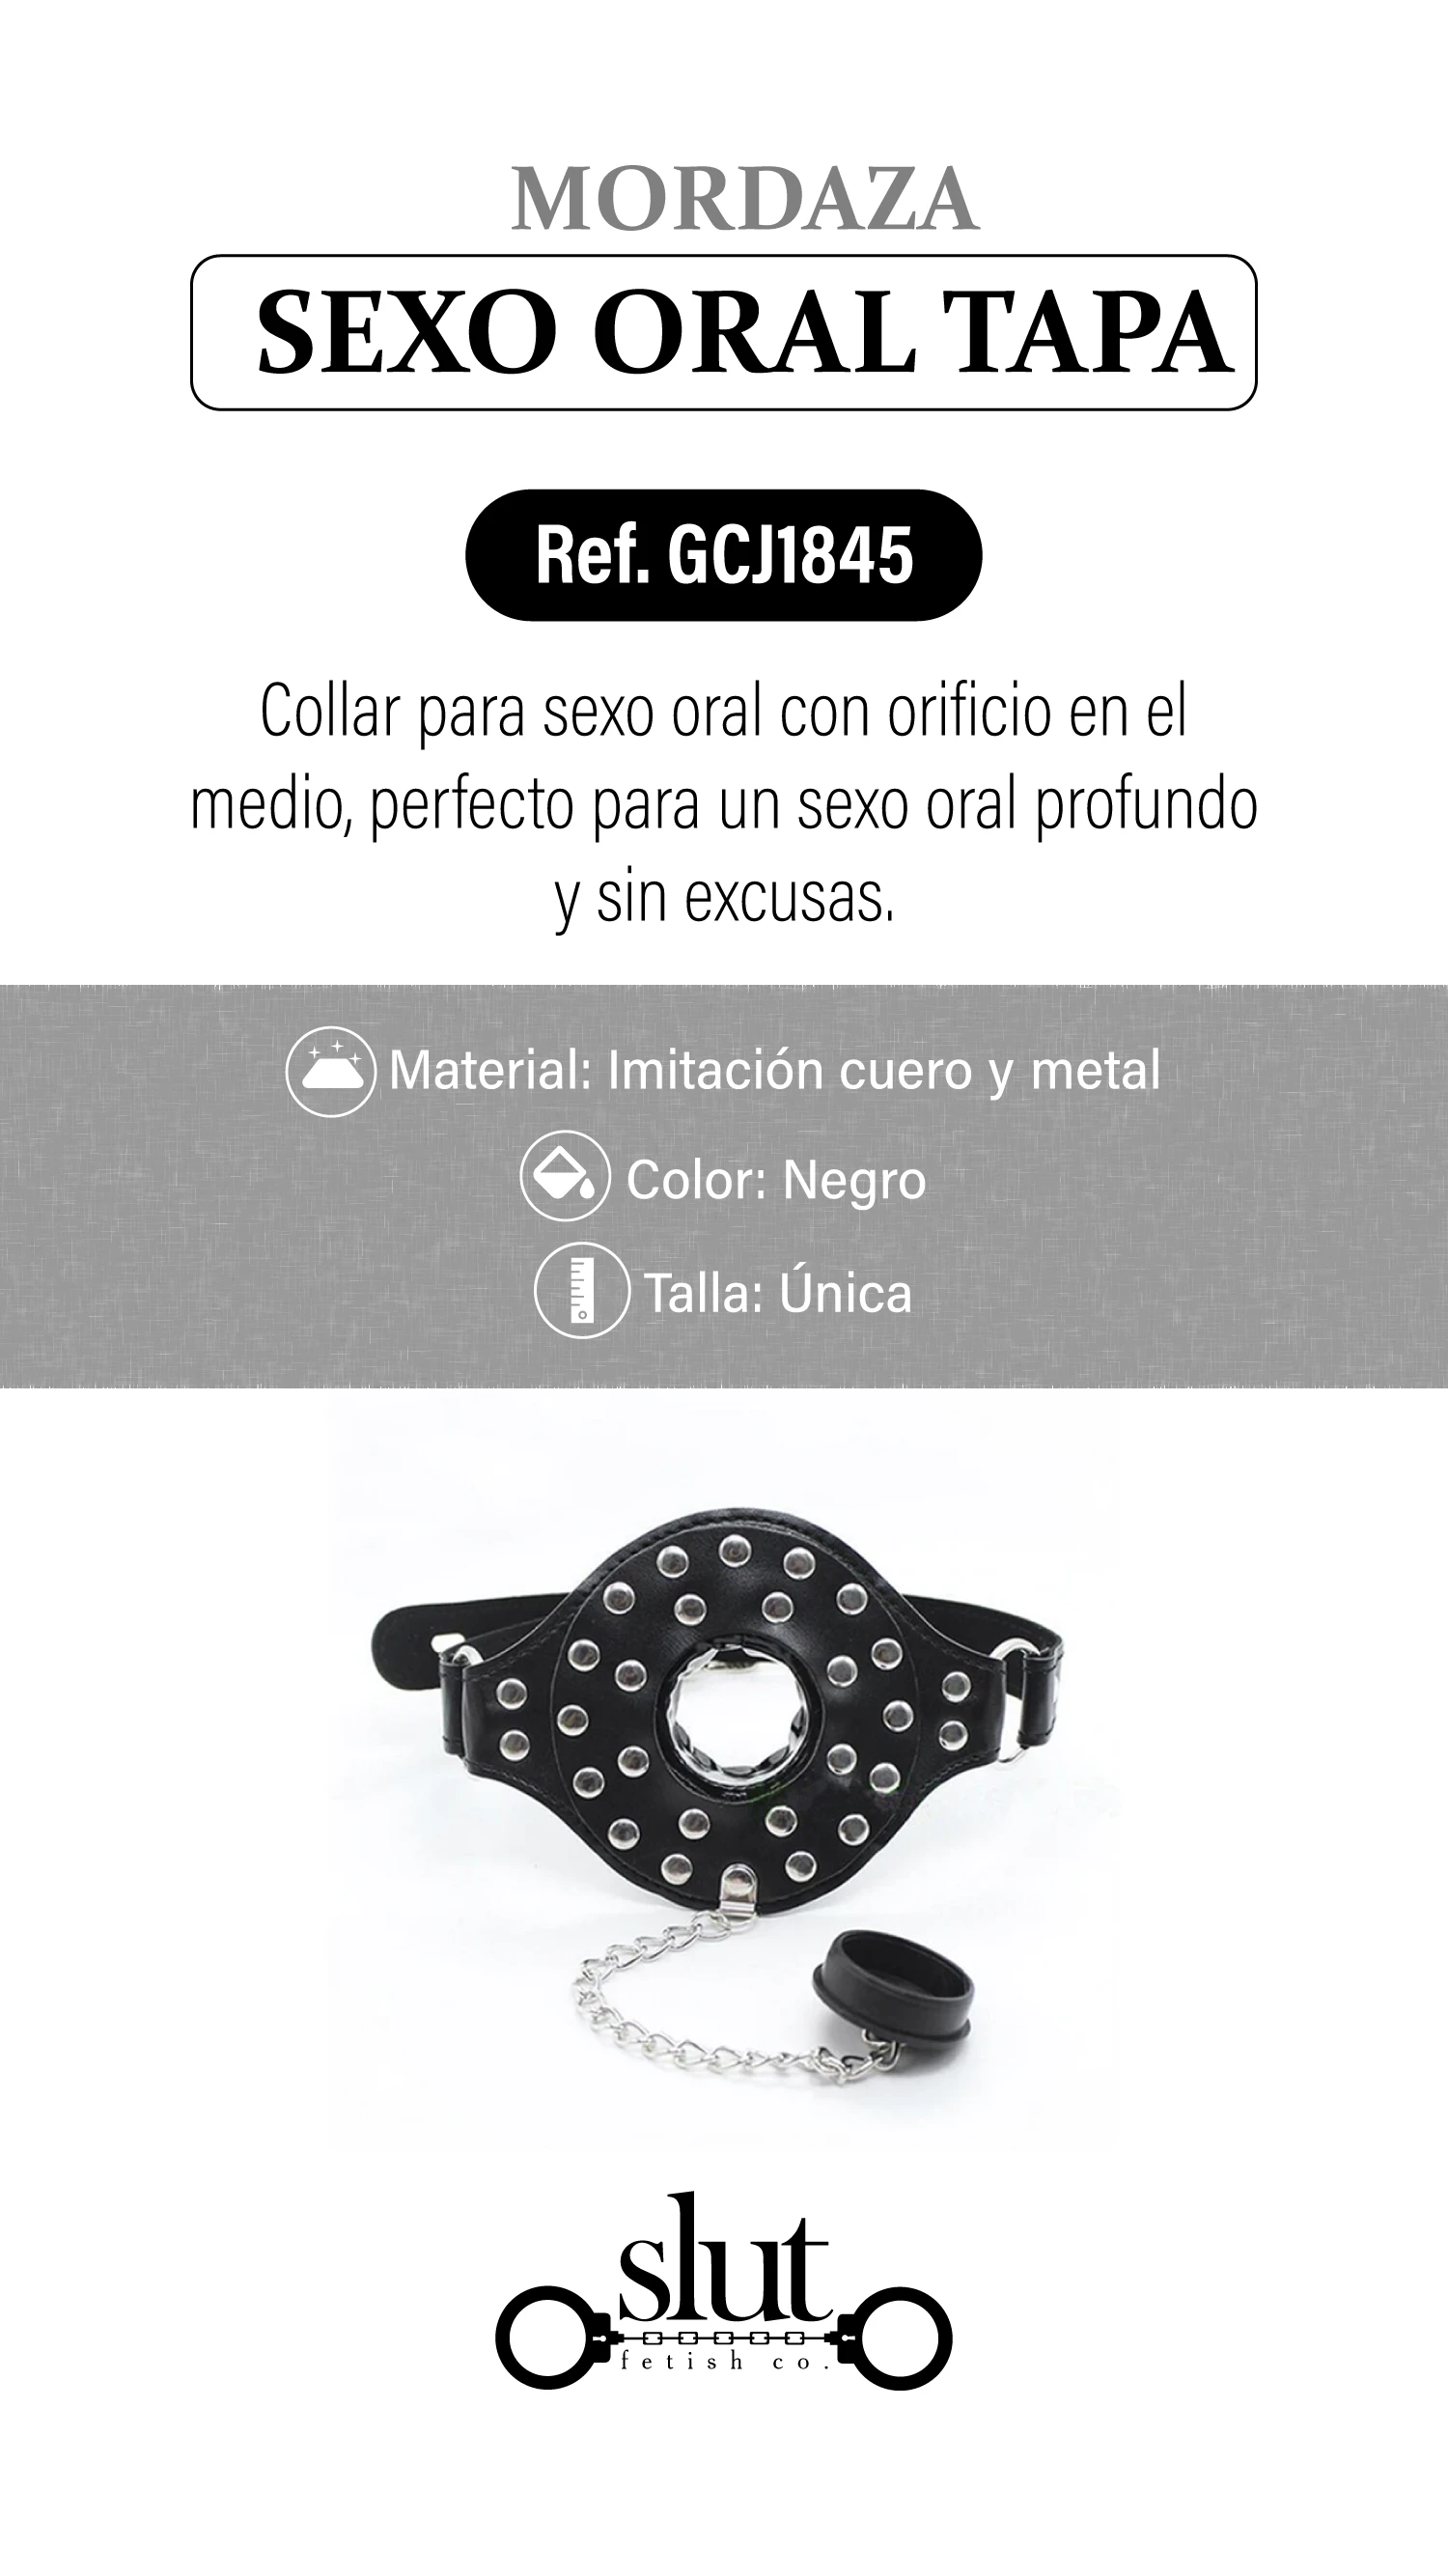 MORDAZA
SEXO ORAL TAPA
Ref. GCJ1845
Collar para sexo oral con orificio en el
medio, perfecto para un sexo oral profundo
y sin excusas.
Material: Imitación cuero y metal
Color: Negro
Talla: Única
slut
fetish co.